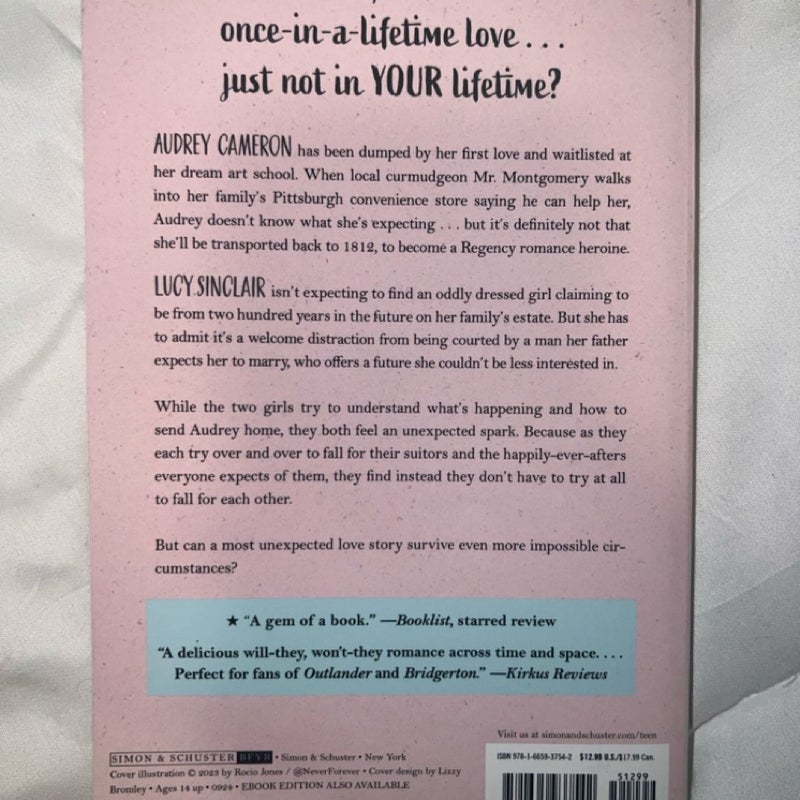 once-in-a-lifetime love . . .
just not in YOUR lifetime?
AUDREY CAMERON has been dumped by her first love and waitlisted at
her dream art school. When local curmudgeon Mr. Montgomery walks
into her family's Pittsburgh convenience store saying he can help her,
Audrey doesn't know what she's expecting . . . but it's definitely not that
she'll be transported back to 1812, to become a Regency romance heroine.
LUCY SINCLAIR isn't expecting to find an oddly dressed girl claiming to
be from two hundred years in the future on her family's estate. But she has
to admit it's a welcome distraction from being courted by a man her father
expects her to marry, who offers a future she couldn't be less interested in.
While the two girls try to understand what's happening and how to
send Audrey home, they both feel an unexpected spark. Because as they
each try over and over to fall for their suitors and the happily-ever-afters
everyone expects of them, they find instead they don't have to try at all
to fall for each other.
But can a most unexpected love story survive even more impossible cir-
cumstances?
★ "A gem of a book." —Booklist, starred review
"A delicious will-they, won't-they romance across time and space. . . .
Perfect for fans of Outlander and Bridgerton." —Kirkus Reviews
Visit us at simonandschuster.com/teen
SIMON & SCHUSTER BFYR • Simon & Schuster • New York
Cover illustration © 2023 by Rocio Jones / @NeverForever • Cover design by Lizzy
Bromley • Ages 14 up • 0924 • EBOOK EDITION ALSO AVAILABLE
ISBN 978-1-6659-3754-2 $12.99 U.S./$17.99 Can.
51299